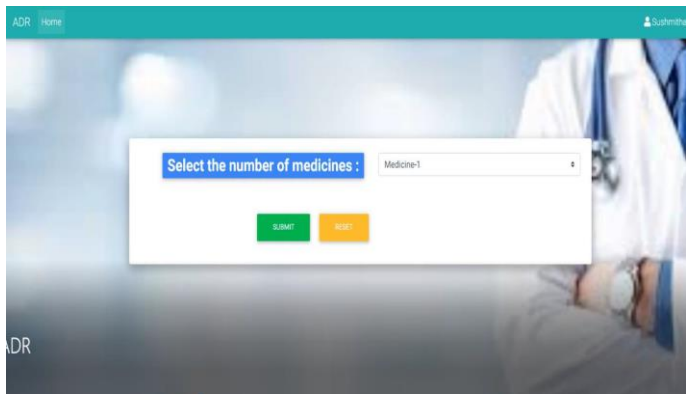 ADR Home Sushmitha
Select the number of medicines : Medicine-1
SUBMIT RESET
ADR